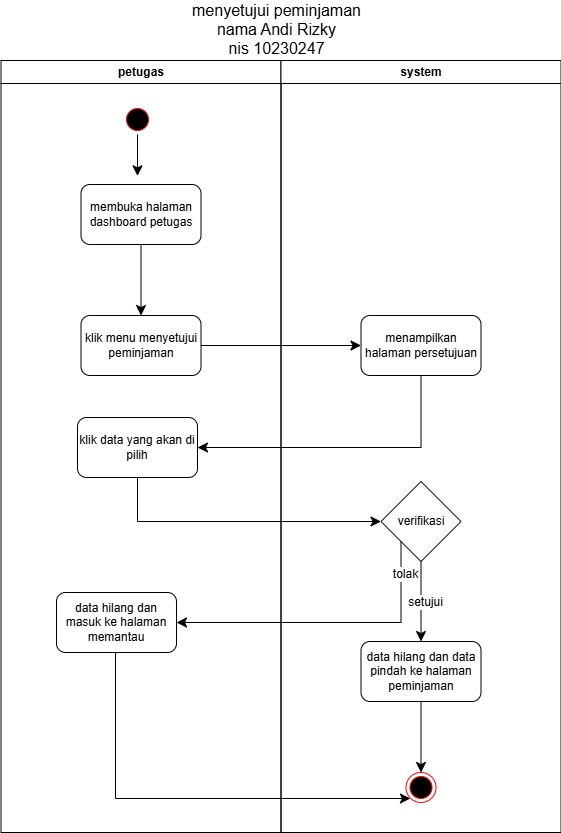 menyetujui peminjaman
nama Andi Rizky
nis 10230247
petugas
system
membuka halaman
dashboard petugas
klik menu menyetujui
peminjaman
menampilkan
halaman persetujuan
klik data yang akan di
pilih
verifikasi
tolak
setujui
data hilang dan
masuk ke halaman
memantau
data hilang dan data
pindah ke halaman
peminjaman